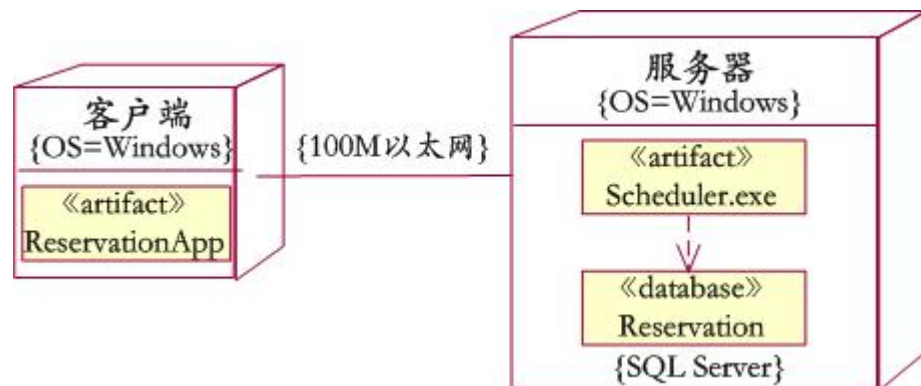 客户端
{OS=Windows}
《artifact》
ReservationApp
{100M以太网}
服务器
{OS=Windows}
《artifact》
Scheduler.exe
《database》
Reservation
{SQL Server}